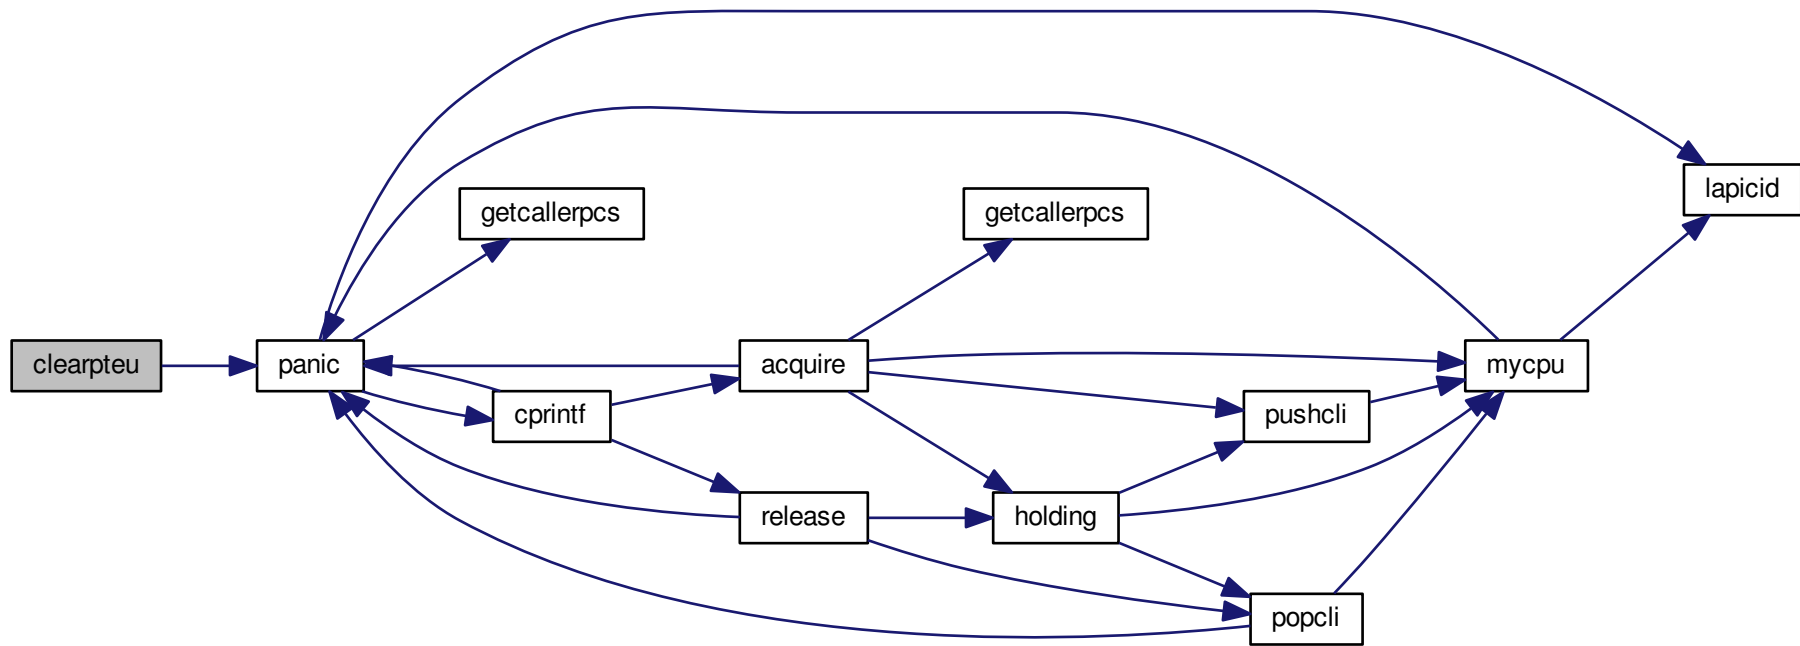 lapicid
getcallerpcs
getcallerpcs
clearpteu
panic
acquire
mycpu
cprintf
pushcli
release
holding
popcli